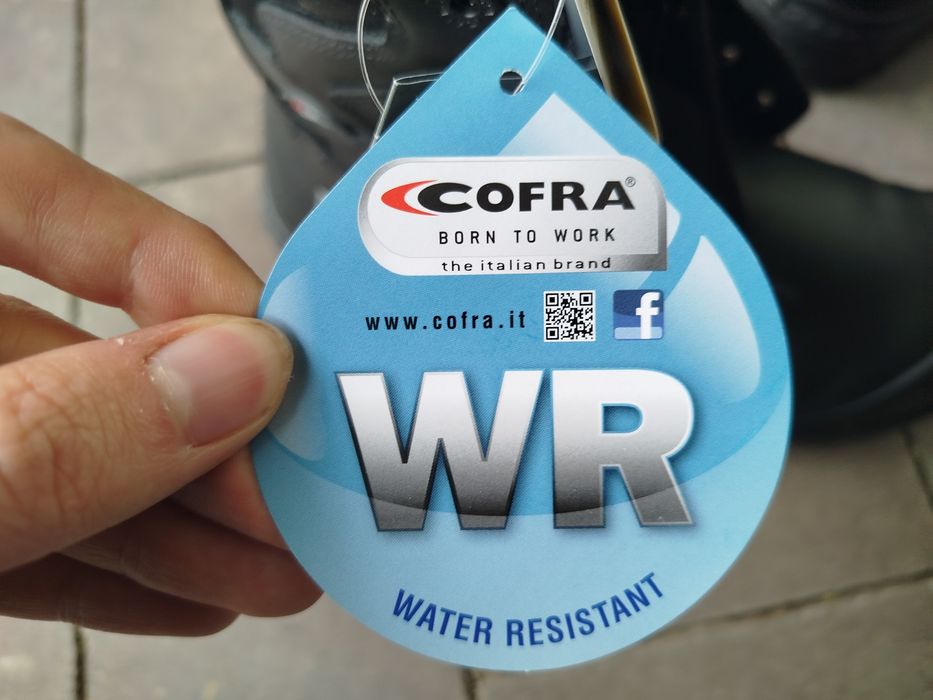 COFRA®
BORN TO WORK
the italian brand
www.cofra.it
f
WR
WATER RESISTANT